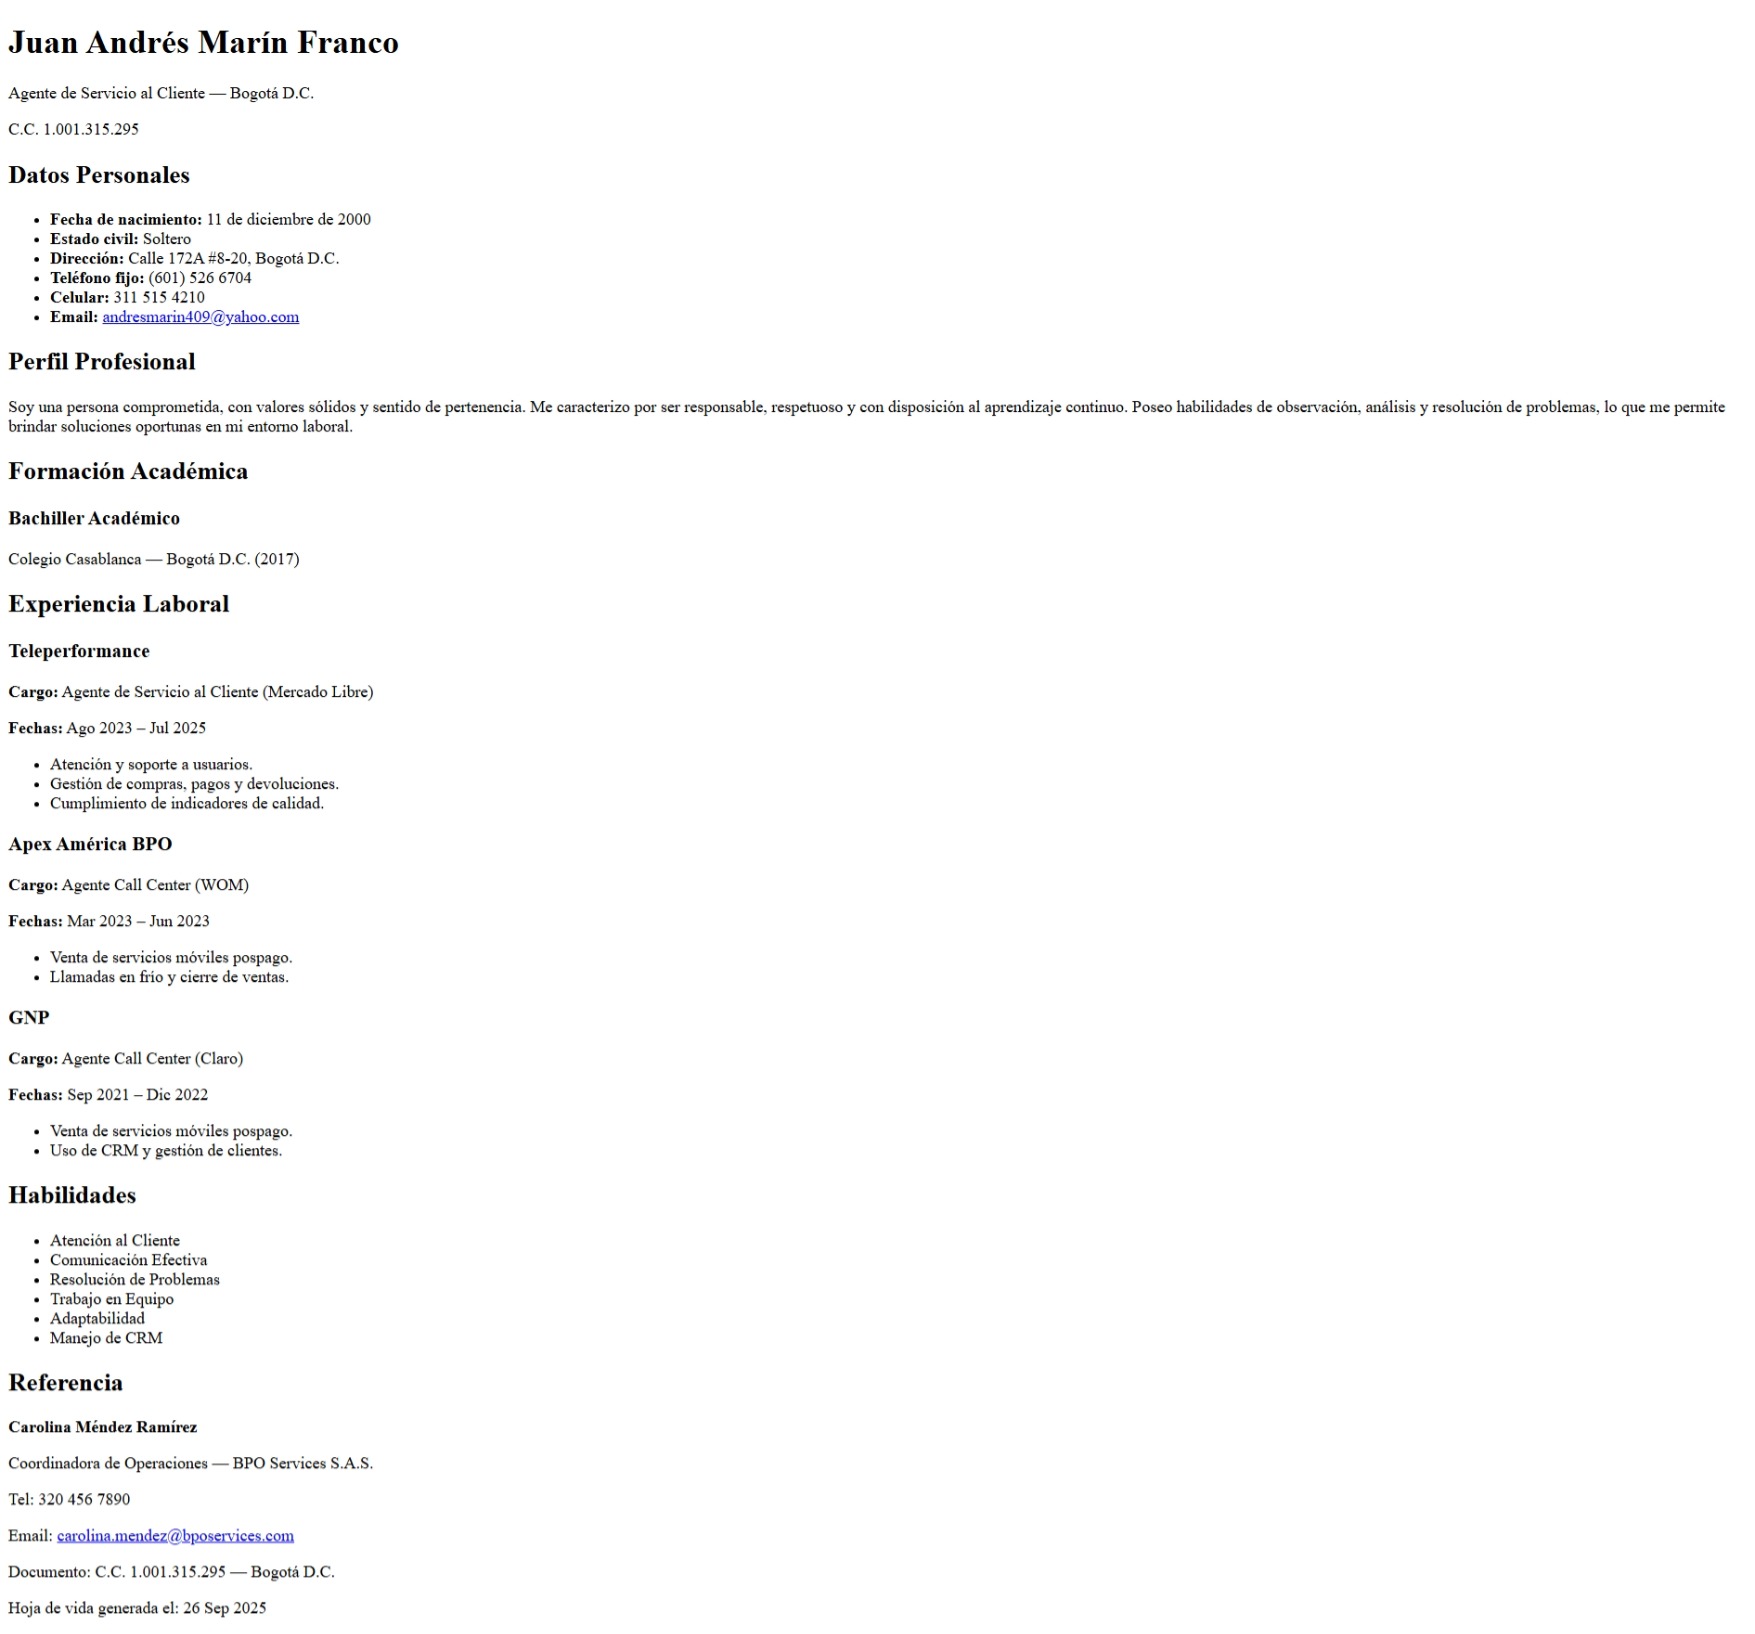 Juan Andrés Marín Franco
Agente de Servicio al Cliente — Bogotá D.C.
C.C. 1.001.315.295
Datos Personales
• Fecha de nacimiento: 11 de diciembre de 2000
• Estado civil: Soltero
• Dirección: Calle 172A #8-20, Bogotá D.C.
• Teléfono fijo: (601) 526 6704
• Celular: 311 515 4210
• Email: andresmarin409@yahoo.com
Perfil Profesional
Soy una persona comprometida, con valores sólidos y sentido de pertenencia. Me caracterizo por ser responsable, respetuoso y con disposición al aprendizaje continuo. Poseo habilidades de observación, análisis y resolución de problemas, lo que me permite
brindar soluciones oportunas en mi entorno laboral.
Formación Académica
Bachiller Académico
Colegio Casablanca — Bogotá D.C. (2017)
Experiencia Laboral
Teleperformance
Cargo: Agente de Servicio al Cliente (Mercado Libre)
Fechas: Ago 2023 – Jul 2025
• Atención y soporte a usuarios.
• Gestión de compras, pagos y devoluciones.
• Cumplimiento de indicadores de calidad.
Apex América BPO
Cargo: Agente Call Center (WOM)
Fechas: Mar 2023 – Jun 2023
• Venta de servicios móviles pospago.
• Llamadas en frío y cierre de ventas.
GNP
Cargo: Agente Call Center (Claro)
Fechas: Sep 2021 – Dic 2022
• Venta de servicios móviles pospago.
• Uso de CRM y gestión de clientes.
Habilidades
• Atención al Cliente
• Comunicación Efectiva
• Resolución de Problemas
• Trabajo en Equipo
• Adaptabilidad
• Manejo de CRM
Referencia
Carolina Méndez Ramírez
Coordinadora de Operaciones — BPO Services S.A.S.
Tel: 320 456 7890
Email: carolina.mendez@bposervices.com
Documento: C.C. 1.001.315.295 — Bogotá D.C.
Hoja de vida generada el: 26 Sep 2025